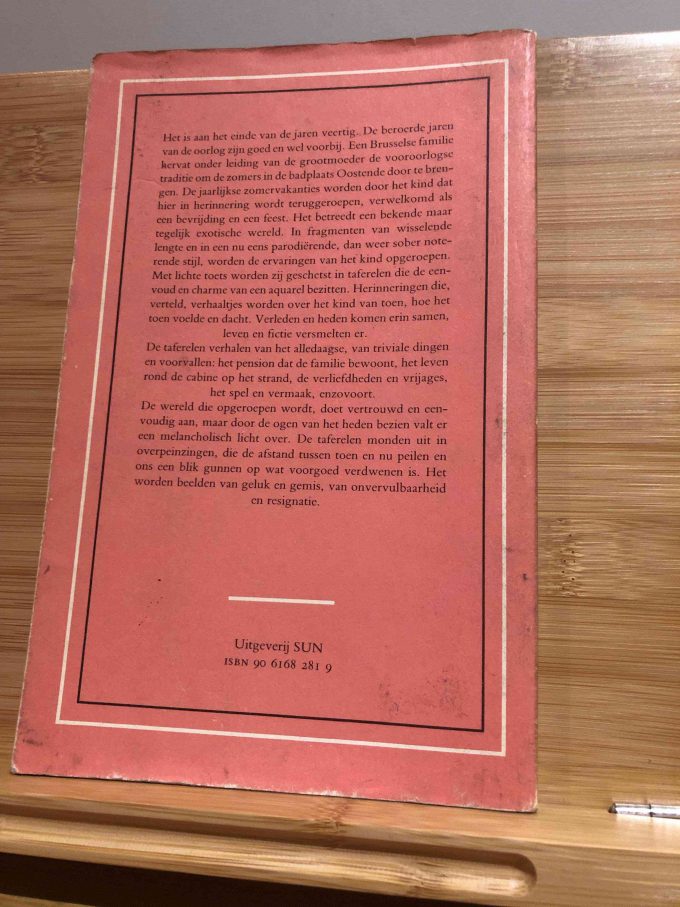 Het is aan het einde van de jaren veertig. De beroerde jaren
van de oorlog zijn goed en wel voorbij. Een Brusselse familie
hervat onder leiding van de grootmoeder de vooroorlogse
traditie om de zomers in de badplaats Oostende door te bren-
gen. De jaarlijkse zomervakanties worden door het kind dat
hier in herinnering wordt teruggeroepen, verwelkomd als
een bevrijding en een feest. Het betreedt een bekende maar
tegelijk exotische wereld. In fragmenten van wisselende
lengte en in een nu eens parodiërende, dan weer sober note-
rende stijl, worden de ervaringen van het kind opgeroepen.
Met lichte toets worden zij geschetst in taferelen die de een-
voud en charme van een aquarel bezitten. Herinneringen die,
verteld, verhaaltjes worden over het kind van toen, hoe het
toen voelde en dacht. Verleden en heden komen erin samen,
leven en fictie versmelten er.
De taferelen verhalen van het alledaagse, van triviale dingen
en voorvallen: het pension dat de familie bewoont, het leven
rond de cabine op het strand, de verliefdheden en vrijages,
het spel en vermaak, enzovoort.
De wereld die opgeroepen wordt, doet vertrouwd en een-
voudig aan, maar door de ogen van het heden bezien valt er
een melancholisch licht over. De taferelen monden uit in
overpeinzingen, die de afstand tussen toen en nu peilen en
ons een blik gunnen op wat voorgoed verdwenen is. Het
worden beelden van geluk en gemis, van onvervulbaarheid
en resignatie.
Uitgeverij SUN
ISBN 90 6168 281 9